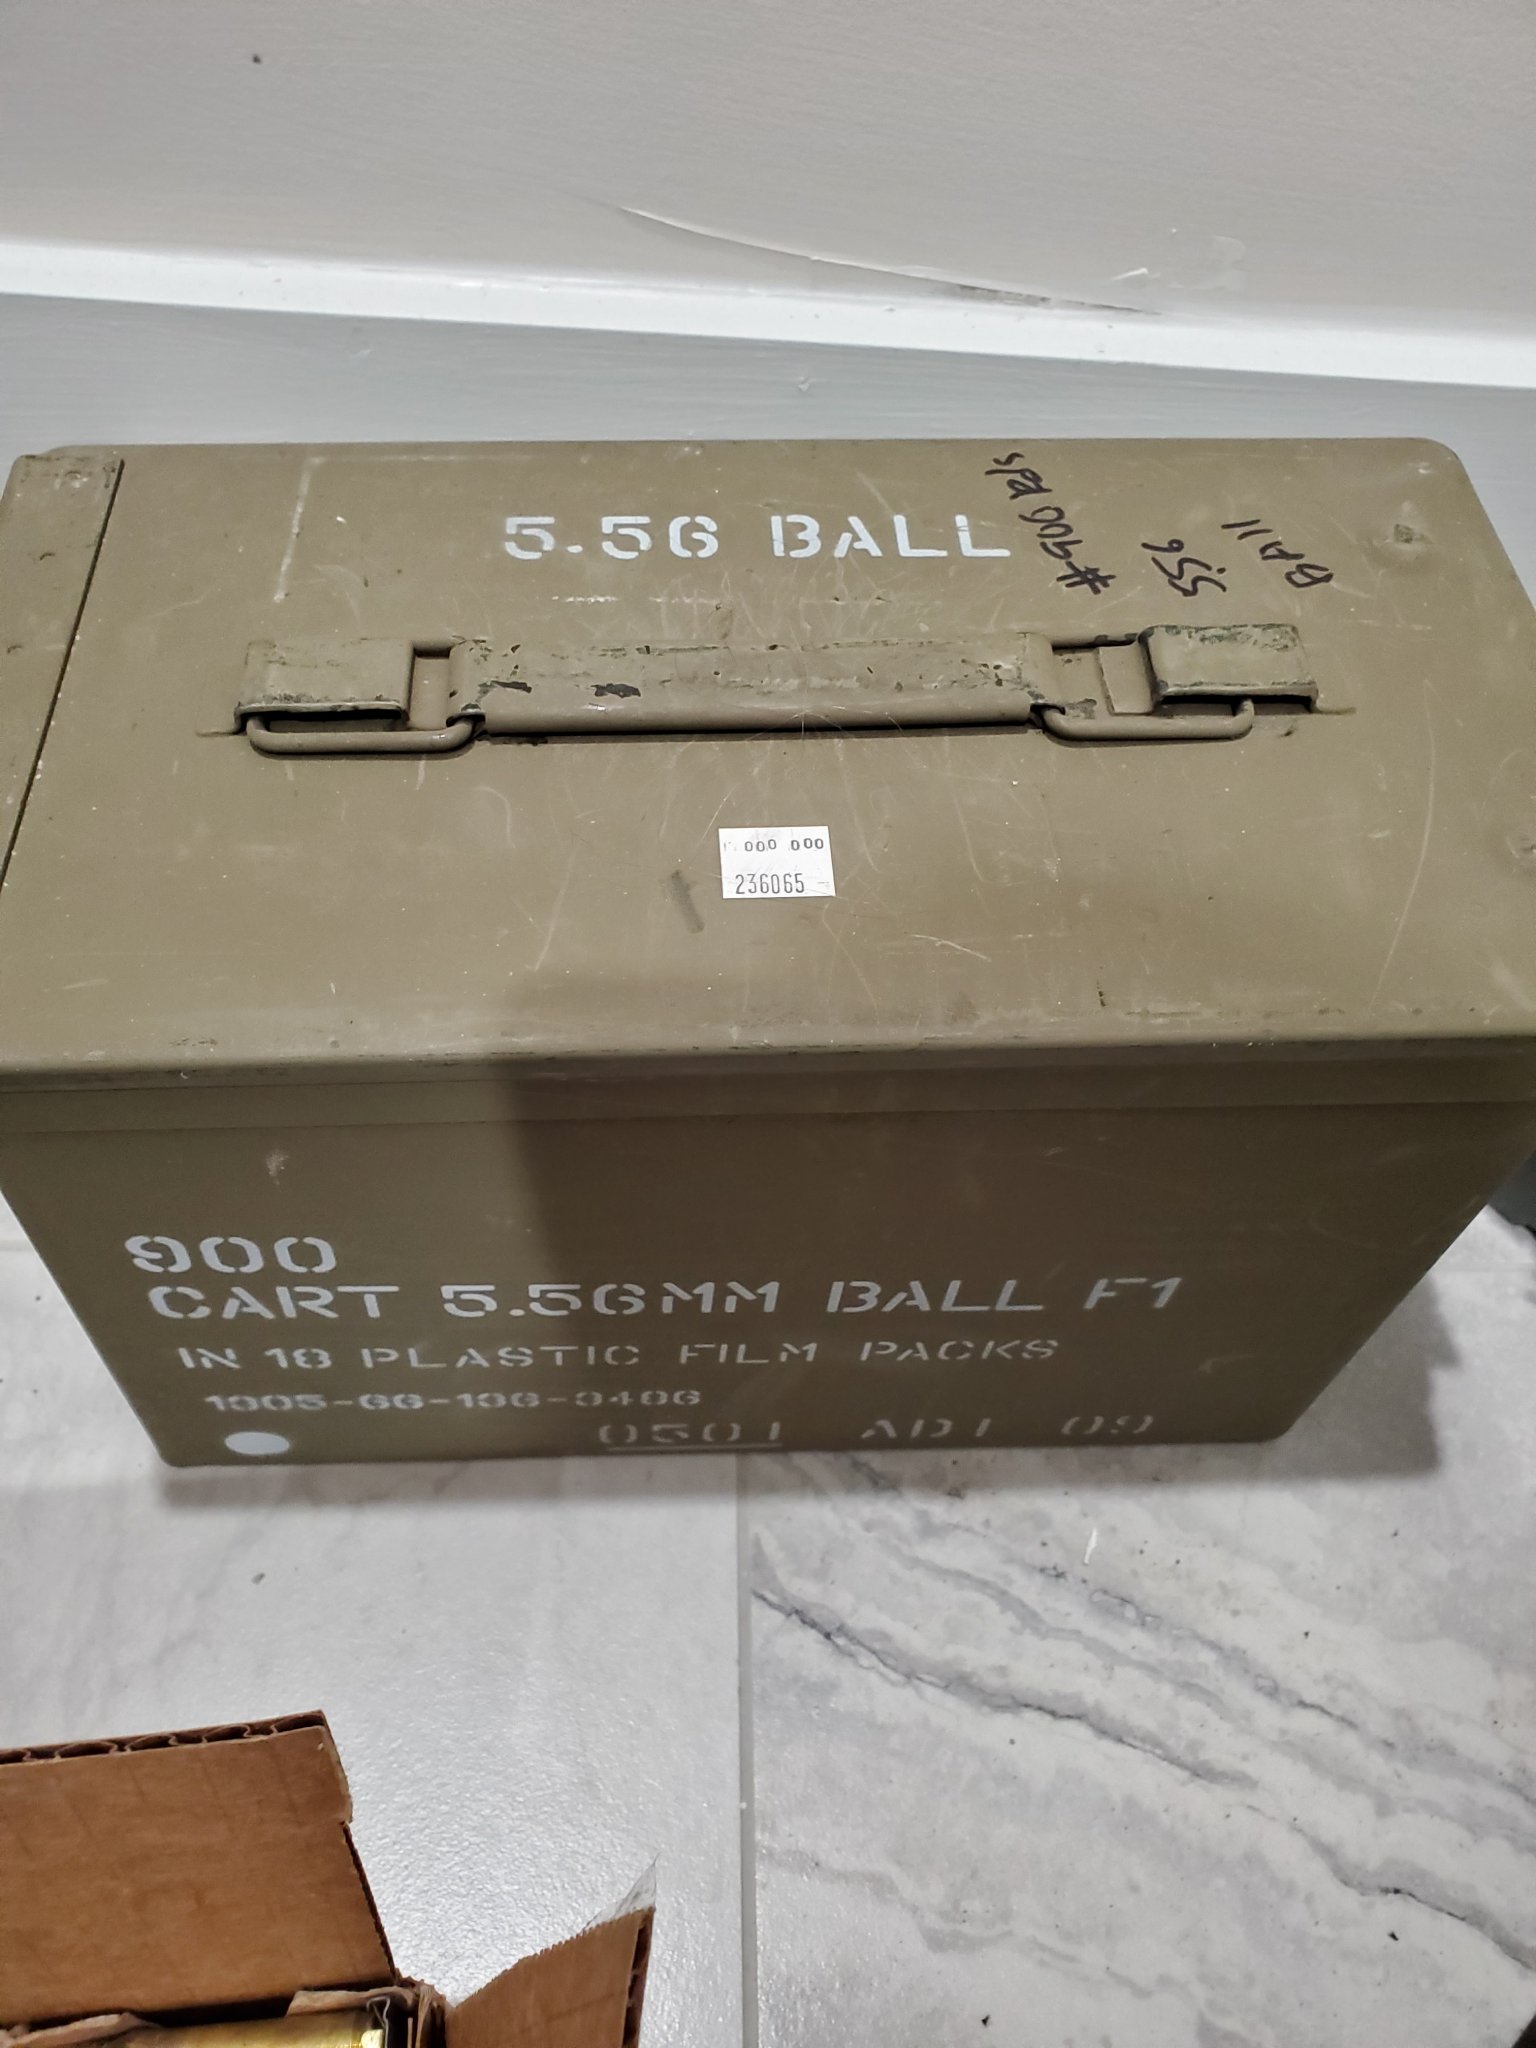 5.56 BALL
#900 Rds
.556
BAll
000 000
236065
900
CART 5.56MM BALL F1
IN 18 PLASTIC FILM PACKS
1305-66-136-3486
0501 ADI 09